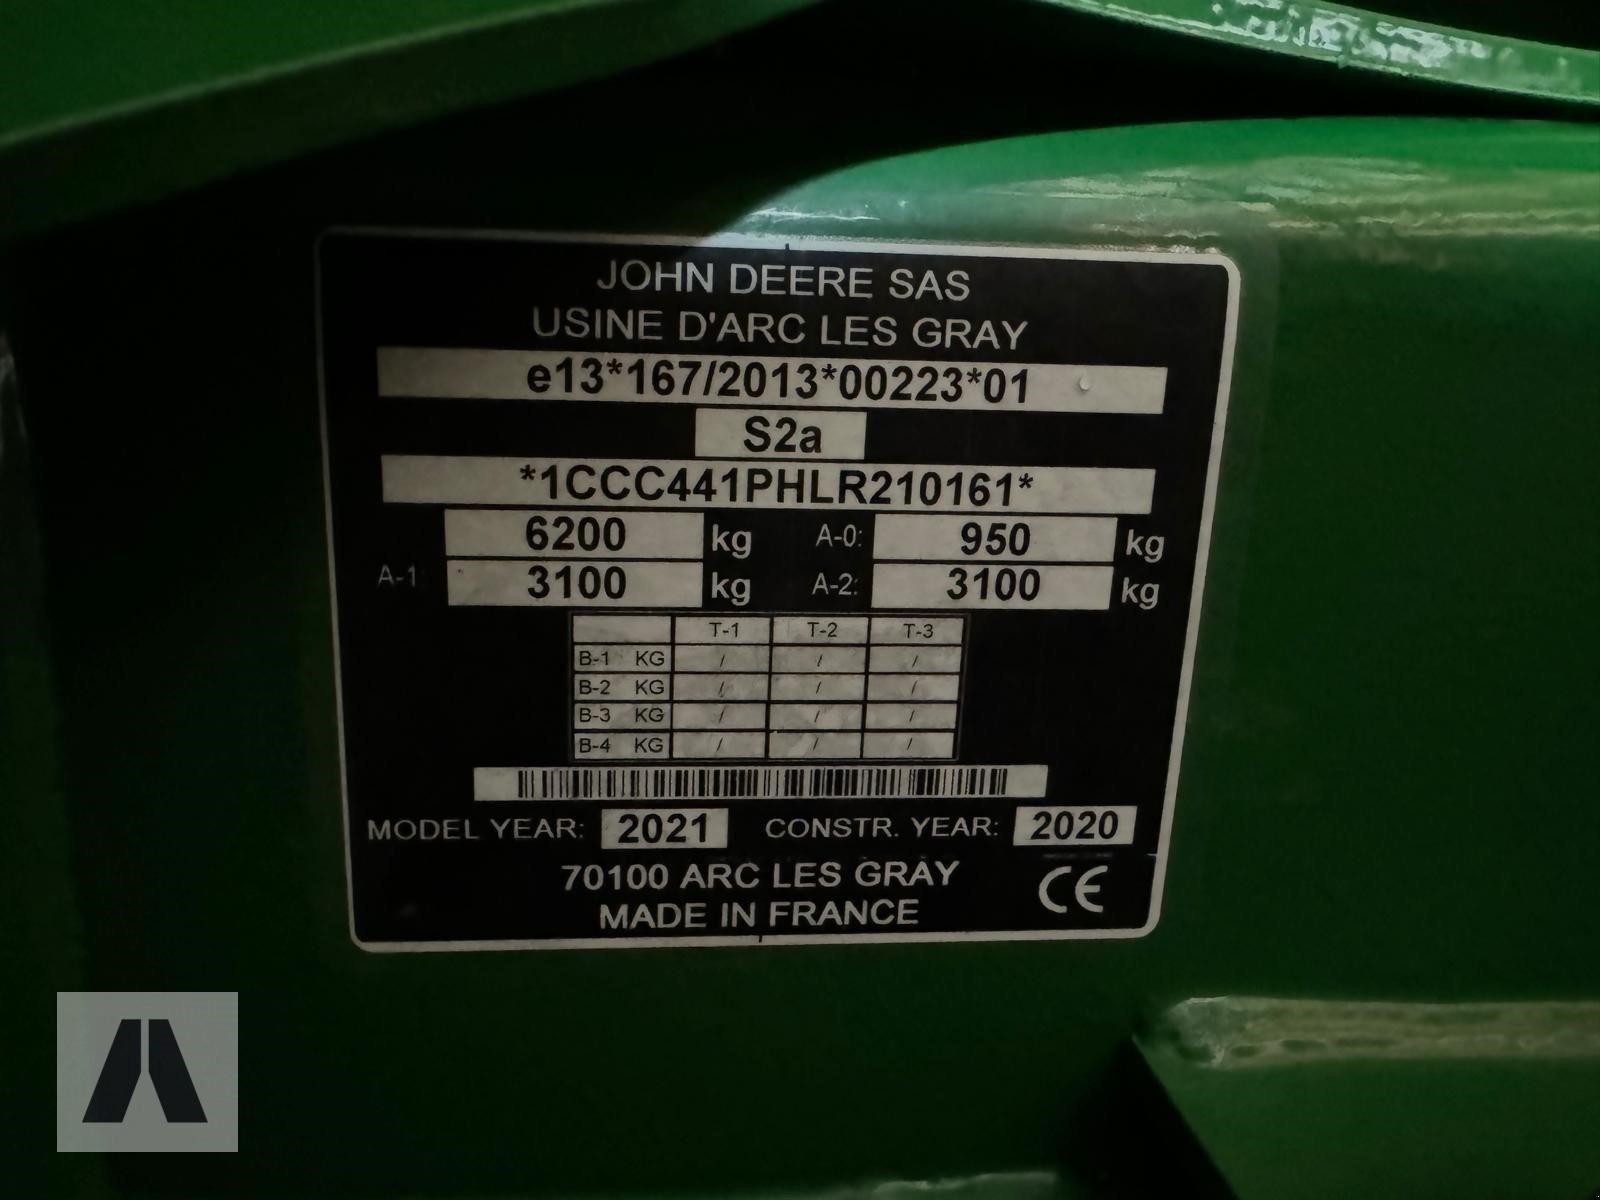 JOHN DEERE SAS
USINE D'ARC LES GRAY
e13*167/2013*00223*01
S2a
*1CCC441PHLR210161*
6200 kg A-0: 950 kg
A-1: 3100 kg A-2: 3100 kg
T-1 T-2 T-3
B-1 KG / / /
B-2 KG / / /
B-3 KG / / /
B-4 KG / / /
MODEL YEAR: 2021 CONSTR. YEAR: 2020
70100 ARC LES GRAY
MADE IN FRANCE CE